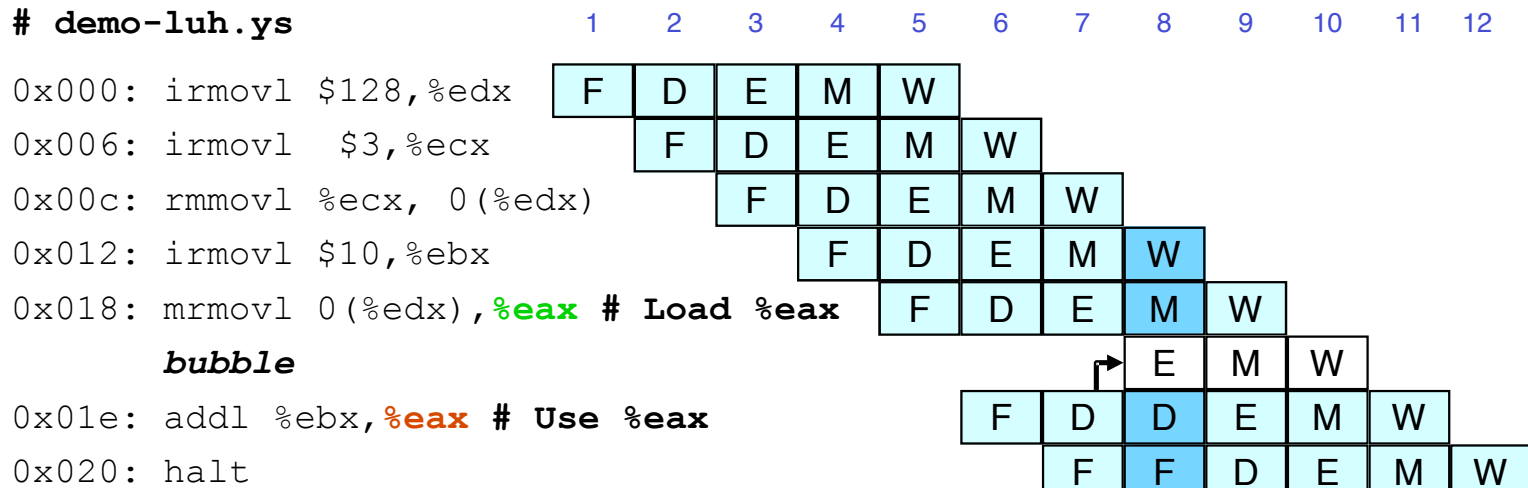 # demo-luh.ys 1 2 3 4 5 6 7 8 9 10 11 12
0x000: irmovl $128,%edx F D E M W
0x006: irmovl $3,%ecx F D E M W
0x00c: rmmovl %ecx, 0(%edx) F D E M W
0x012: irmovl $10,%ebx F D E M W
0x018: mrmovl 0(%edx),%eax # Load %eax F D E M W
bubble E M W
0x01e: addl %ebx,%eax # Use %eax F D D E M W
0x020: halt F F D E M W